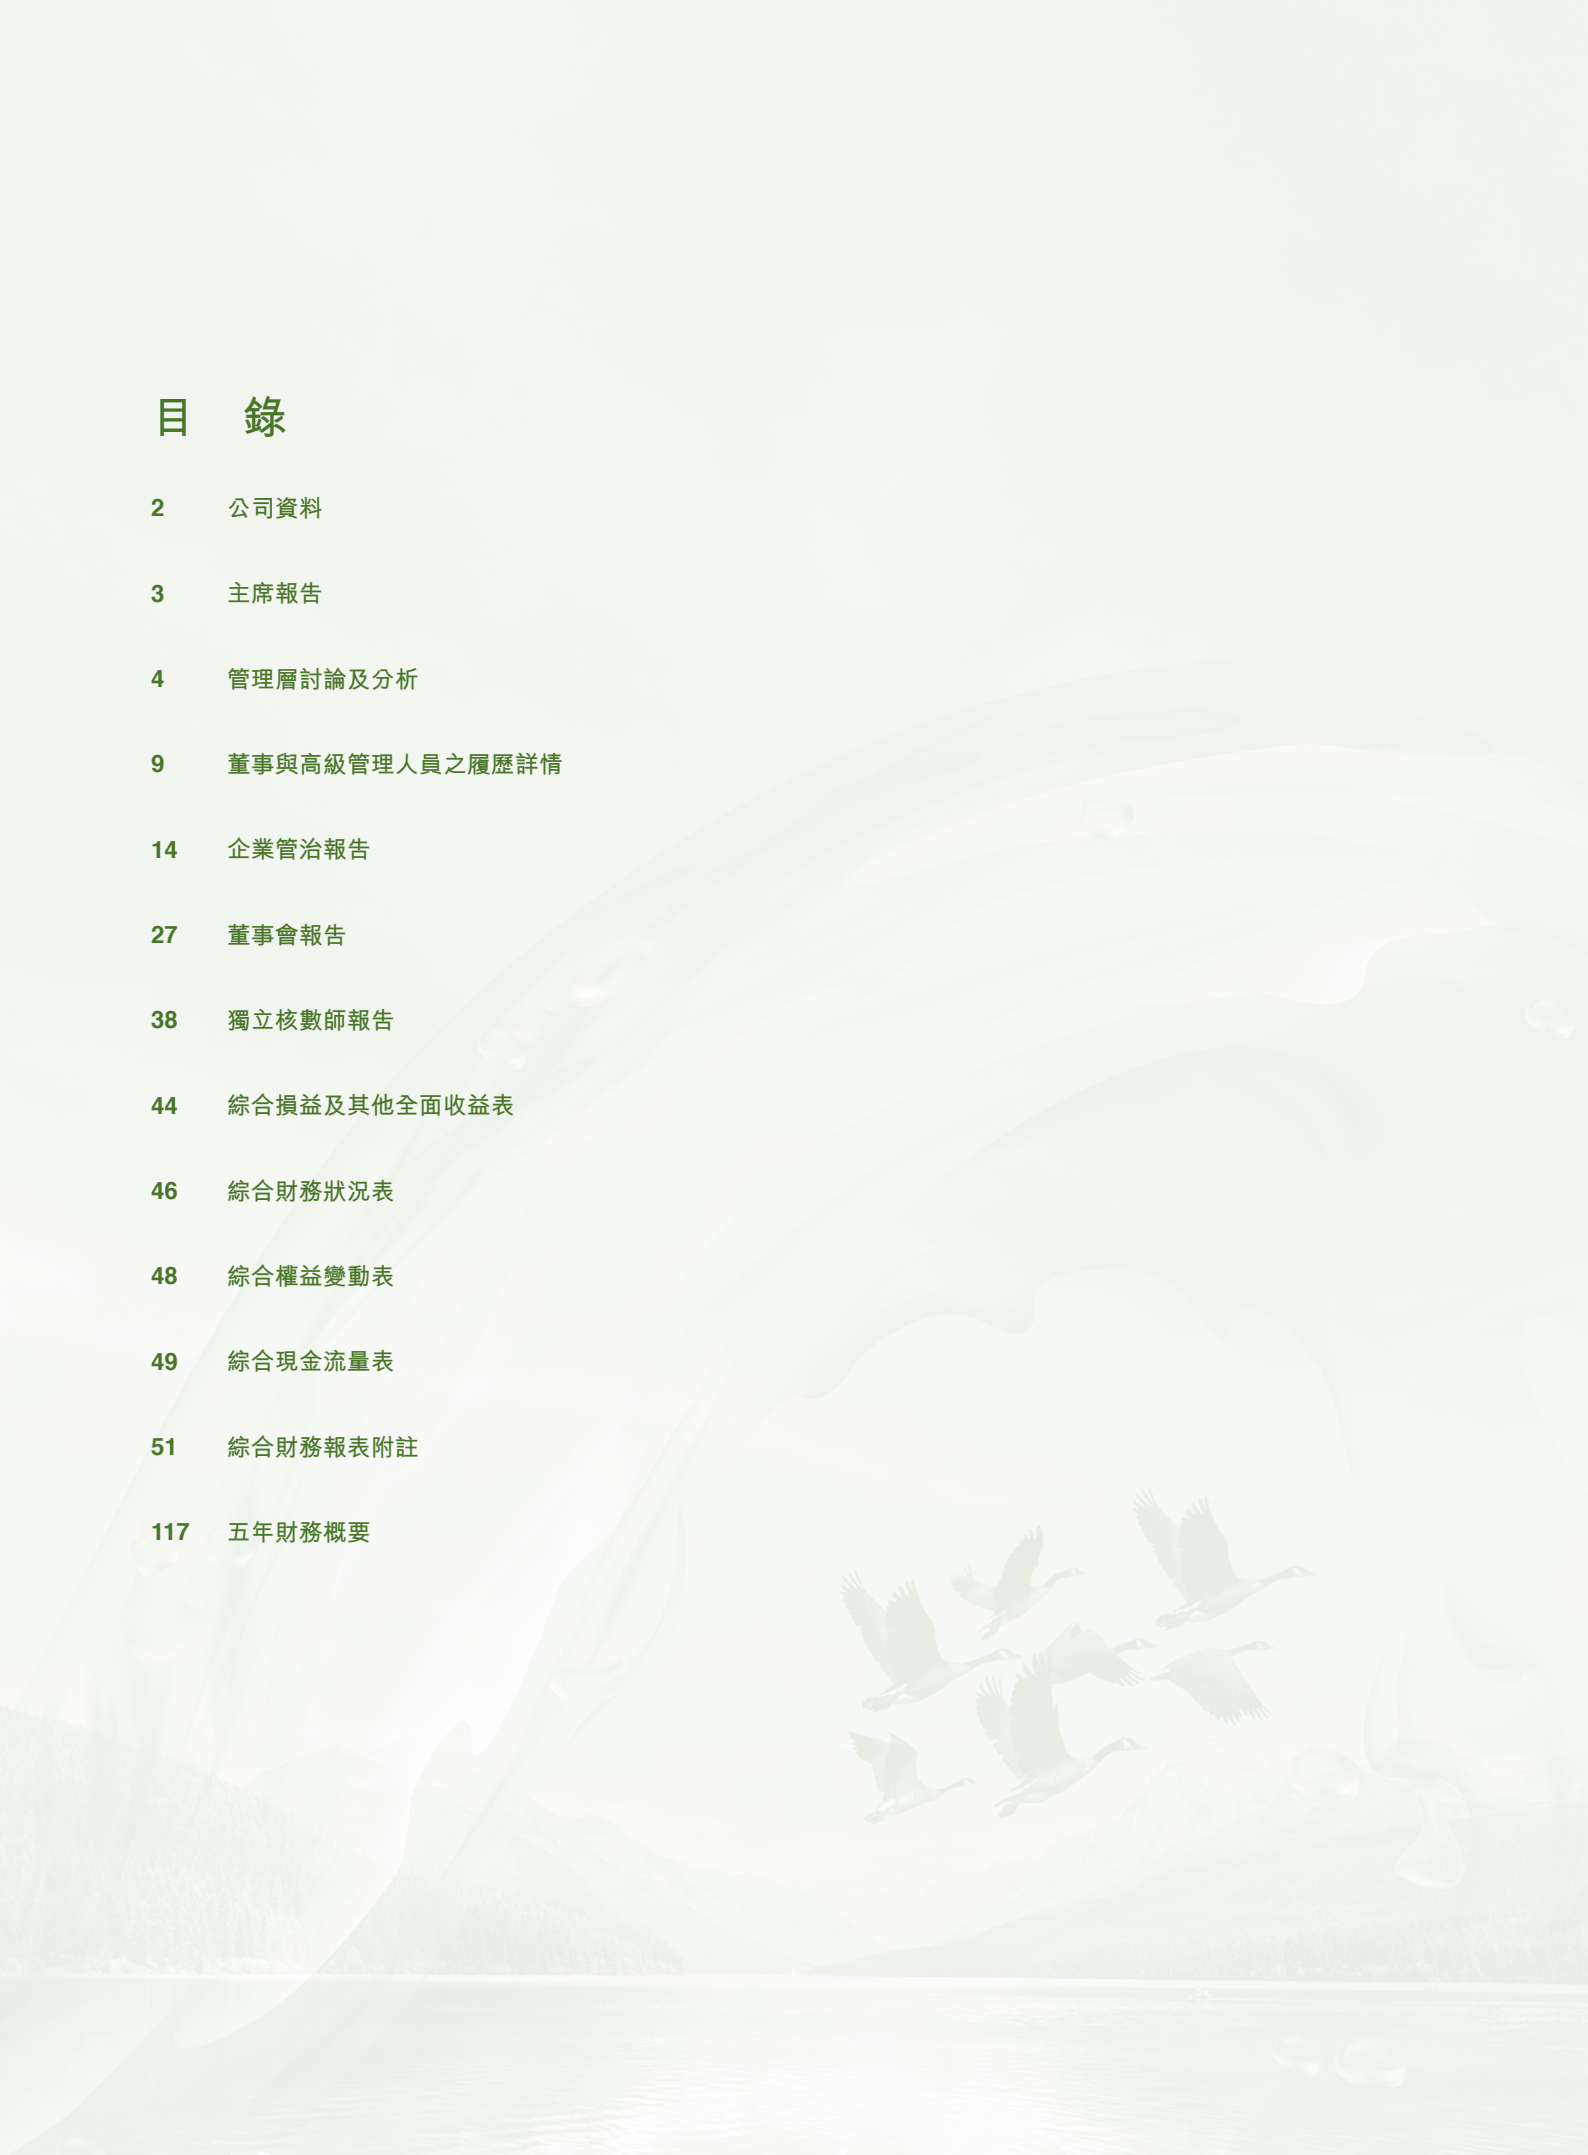 目 錄
2 公司資料
3 主席報告
4 管理層討論及分析
9 董事與高級管理人員之履歷詳情
14 企業管治報告
27 董事會報告
38 獨立核數師報告
44 綜合損益及其他全面收益表
46 綜合財務狀況表
48 綜合權益變動表
49 綜合現金流量表
51 綜合財務報表附註
117 五年財務概要